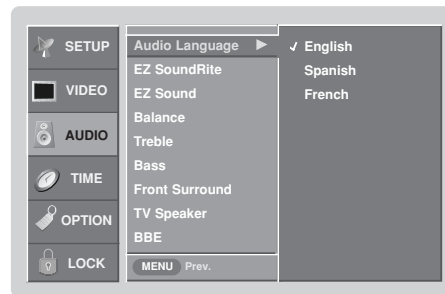 SETUP
VIDEO
AUDIO
TIME
OPTION
LOCK
Audio Language
EZ SoundRite
EZ Sound
Balance
Treble
Bass
Front Surround
TV Speaker
BBE
MENU Prev.
English
Spanish
French